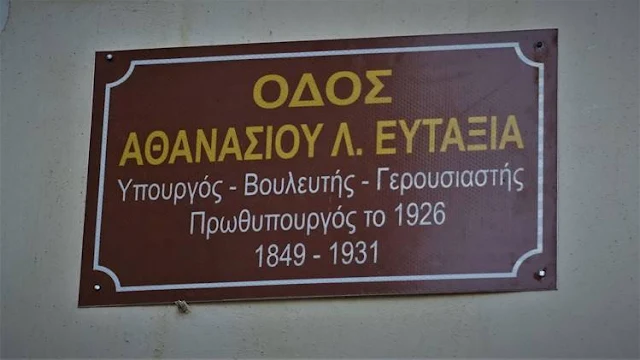 ΟΔΟΣ
ΑΘΑΝΑΣΙΟΥ Λ. ΕΥΤΑΞΙΑ
Υπουργός - Βουλευτής - Γερουσιαστής
Πρωθυπουργός το 1926
1849 - 1931